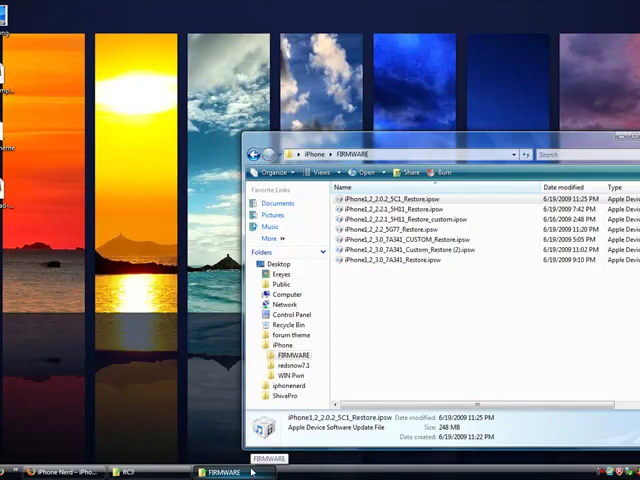 iPhone
FIRMWARE
Search
Organize
Views
Open
Share
Burn
Favorite Links
Documents
Pictures
Music
More
Folders
Desktop
Ereyes
Public
Computer
Network
Control Panel
Recycle Bin
forum theme
iPhone
FIRMWARE
redsnow7.1
WIN Pwn
iphonenerd
ShivaPro
Name
Date modified
Type
iPhone1,2_2.0.2_5C1_Restore.ipsw 6/19/2009 11:25 PM Apple Devic
iPhone1,2_2.2.1_5H11_Restore.ipsw 6/19/2009 7:42 PM Apple Devic
iPhone1,2_2.2.1_5H11_Restore_custom.ipsw 6/16/2009 2:48 PM Apple Devic
iPhone1,2_2.2_5G77_Restore.ipsw 6/19/2009 11:20 PM Apple Devic
iPhone1,2_3.0_7A341_CUSTOM_Restore.ipsw 6/19/2009 5:05 PM Apple Devic
iPhone1,2_3.0_7A341_Custom_Restore (2).ipsw 6/19/2009 11:02 PM Apple Devic
iPhone1,2_3.0_7A341_Restore.ipsw 6/19/2009 9:10 PM Apple Devic
iPhone1,2_2.0.2_5C1_Restore.ipsw Date modified: 6/19/2009 11:25 PM
Apple Device Software Update File Size: 248 MB
Date created: 6/19/2009 11:22 PM
FIRMWARE
iPhone Nerd – iPho...
RC3
FIRMWARE